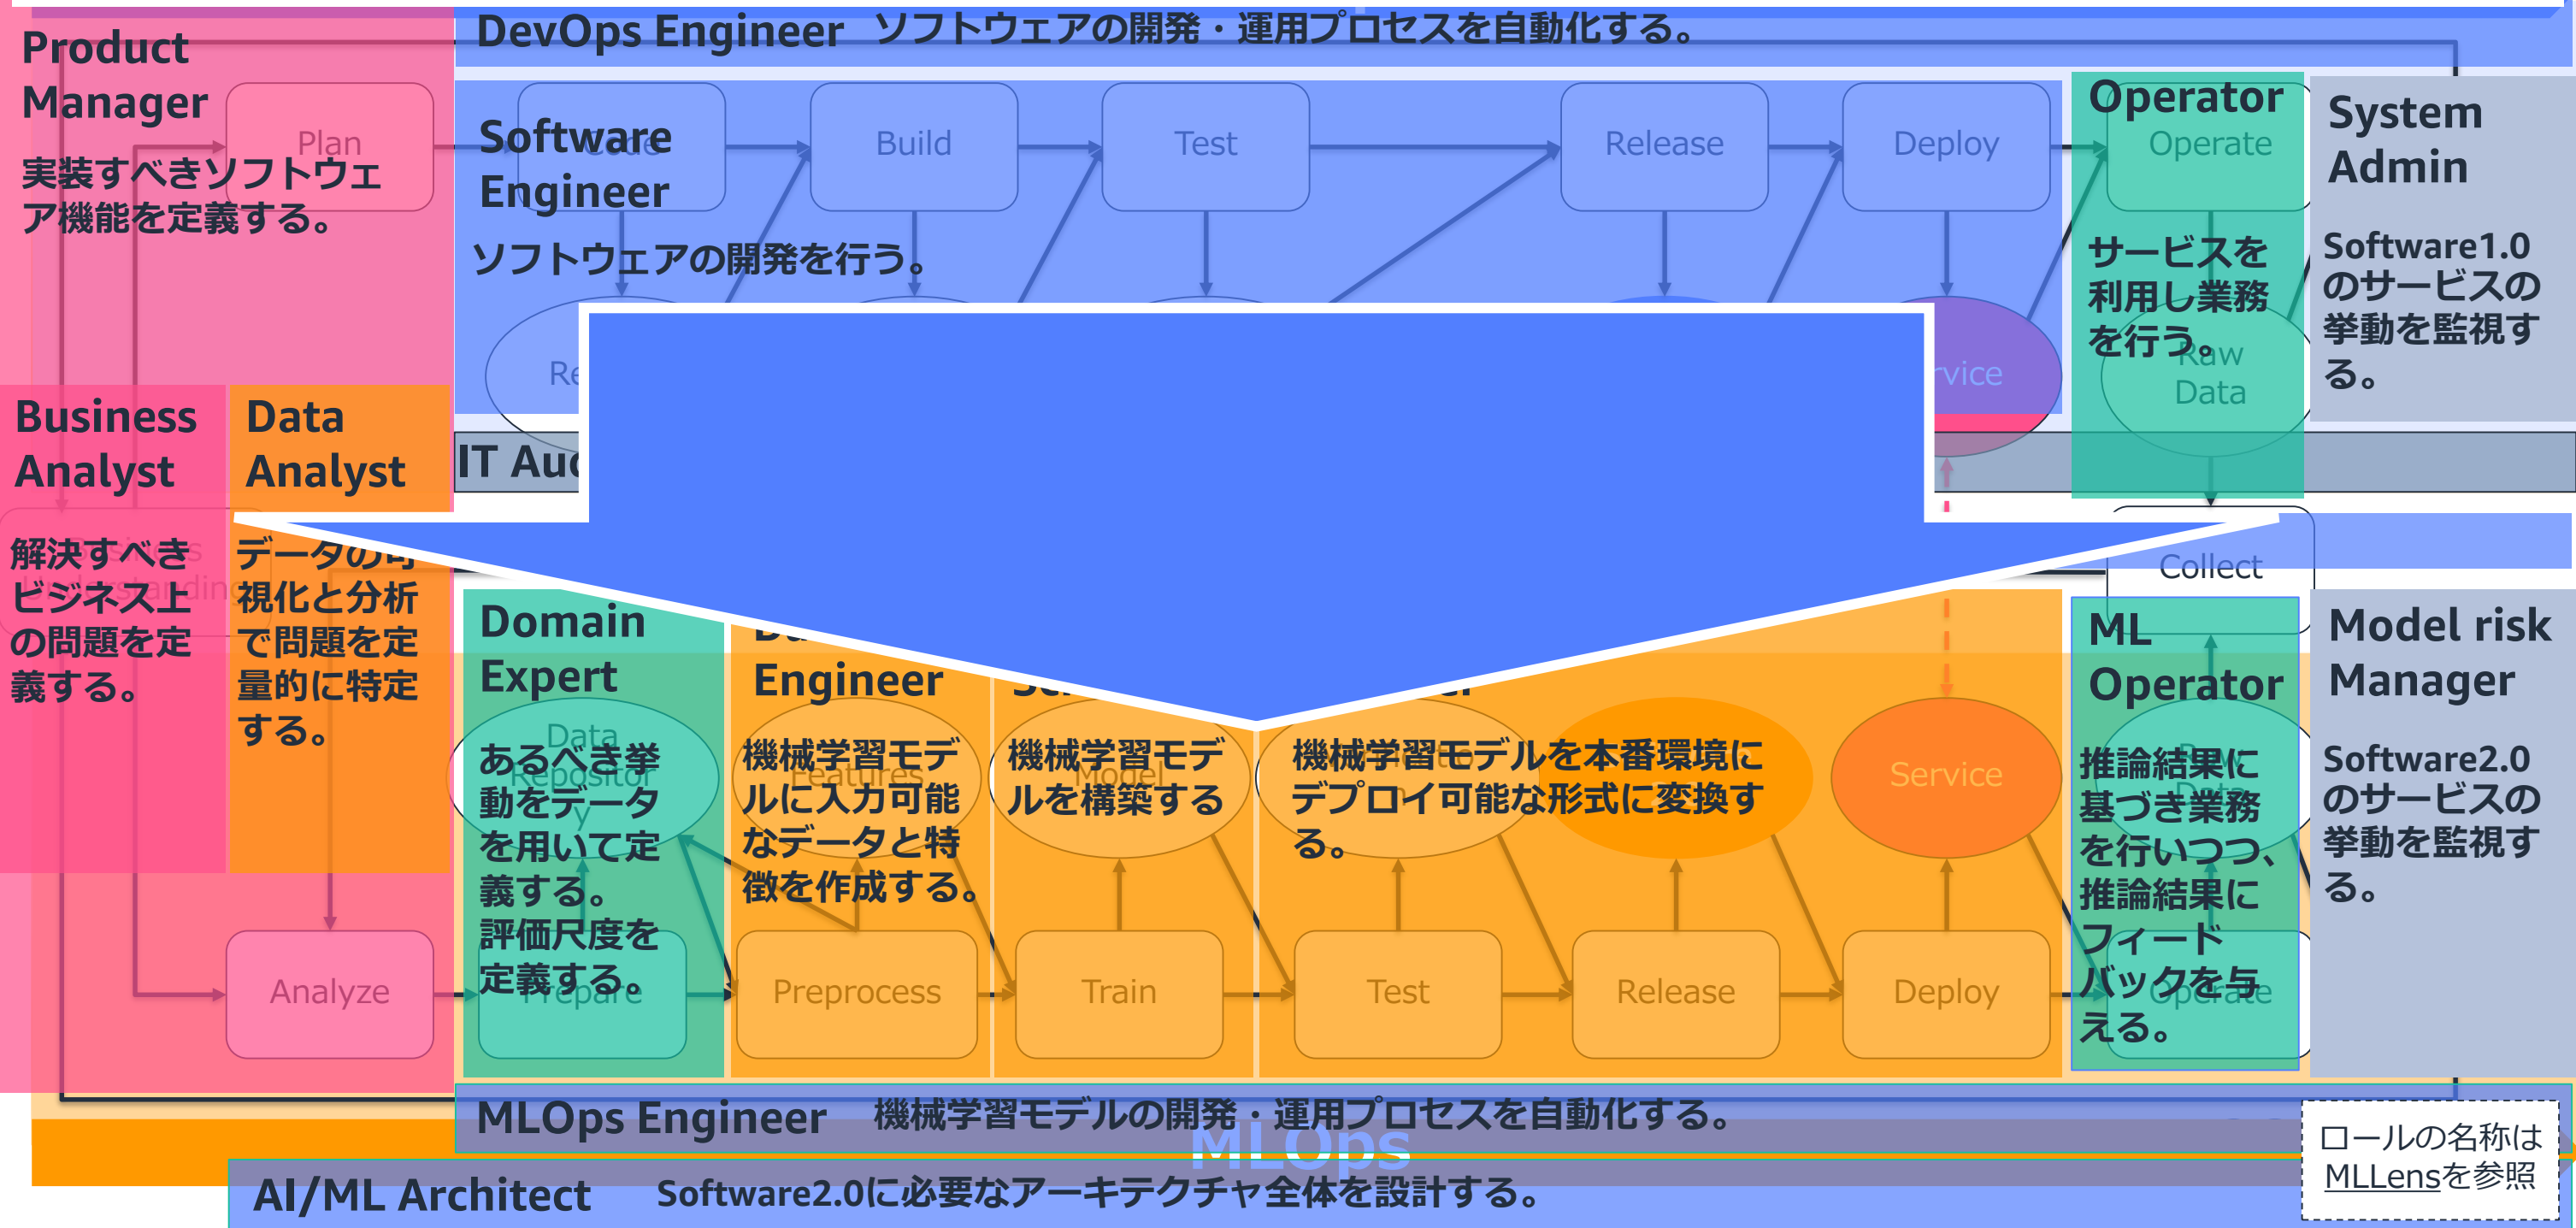 DevOps Engineer ソフトウェアの開発・運用プロセスを自動化する。
Product
Manager
実装すべきソフトウェ
ア機能を定義する。
Plan
Software
Engineer
ソフトウェアの開発を行う。
Code
Build
Test
Release
Deploy
Operator
Operate
サービスを
利用し業務
を行う。
Raw
Data
System
Admin
Software1.0
のサービスの
挙動を監視す
る。
Business
Analyst
解決すべき
ビジネス上
の問題を定
義する。
Business
Understanding
Data
Analyst
データの可
視化と分析
で問題を定
量的に特定
する。
IT
Collect
Domain
Expert
あるべき挙
動をデータ
を用いて定
義する。
評価尺度を
定義する。
Data
Repositor
y
Engineer
機械学習モデ
ルに入力可能
なデータと特
徴を作成する。
Features
機械学習モデ
ルを構築する
Model
機械学習モデルを本番環境に
デプロイ可能な形式に変換す
る。
Service
ML
Operator
推論結果に
基づき業務
を行いつつ、
推論結果に
フィード
バックを与
える。
Raw
Data
Model risk
Manager
Software2.0
のサービスの
挙動を監視す
る。
Analyze
Prepare
Preprocess
Train
Test
Release
Deploy
Operate
MLOps Engineer 機械学習モデルの開発・運用プロセスを自動化する。
MLOps
AI/ML Architect Software2.0に必要なアーキテクチャ全体を設計する。
ロールの名称は
MLLensを参照